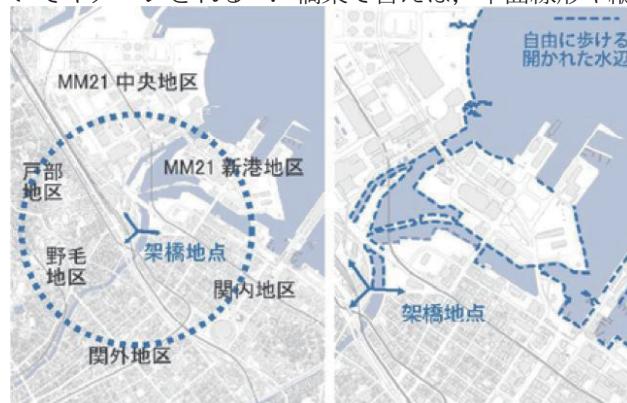 MM21 中央地区
戸部
地区
MM21 新港地区
架橋地点
野毛
地区
関内地区
関外地区
自由に歩ける
開かれた水辺
架橋地点